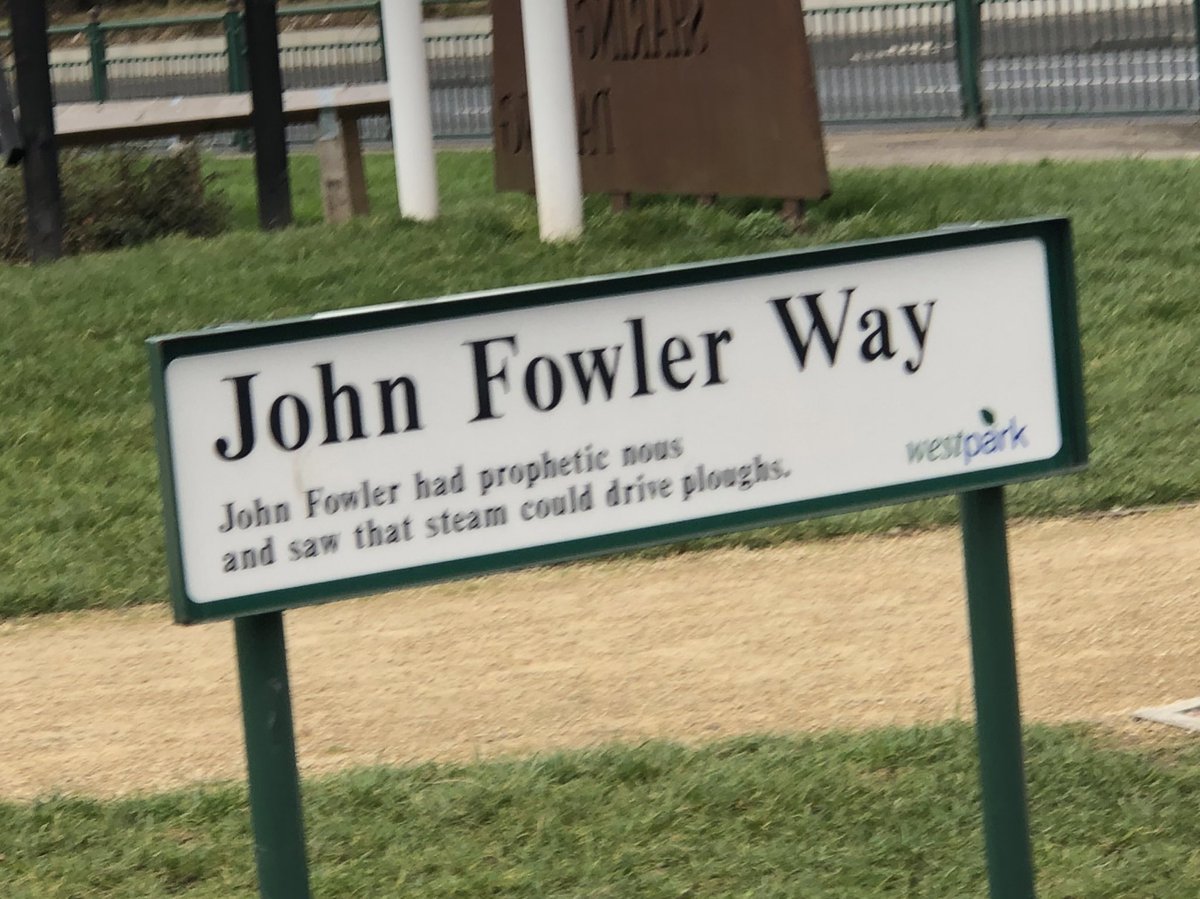 John Fowler Way
John Fowler had prophetic nous
and saw that steam could drive ploughs.
westpark